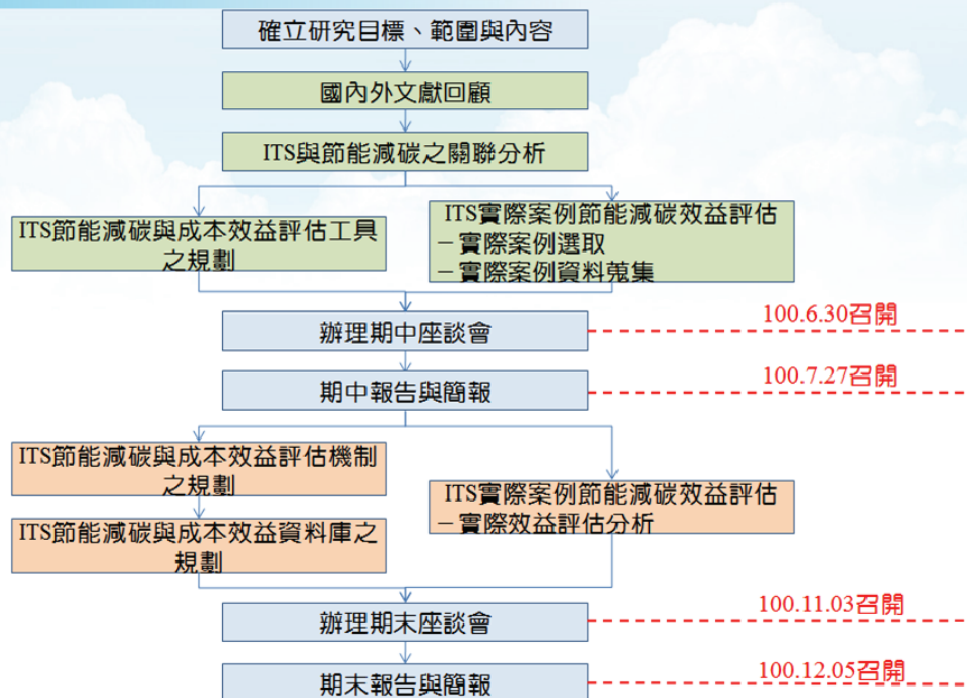 確立研究目標、範圍與內容
國內外文獻回顧
ITS與節能減碳之關聯分析
ITS節能減碳與成本效益評估工具
之規劃
ITS實際案例節能減碳效益評估
－實際案例選取
－實際案例資料蒐集
辦理期中座談會
100.6.30召開
期中報告與簡報
100.7.27召開
ITS節能減碳與成本效益評估機制
之規劃
ITS實際案例節能減碳效益評估
－實際效益評估分析
ITS節能減碳與成本效益資料庫之
規劃
辦理期末座談會
100.11.03召開
期末報告與簡報
100.12.05召開